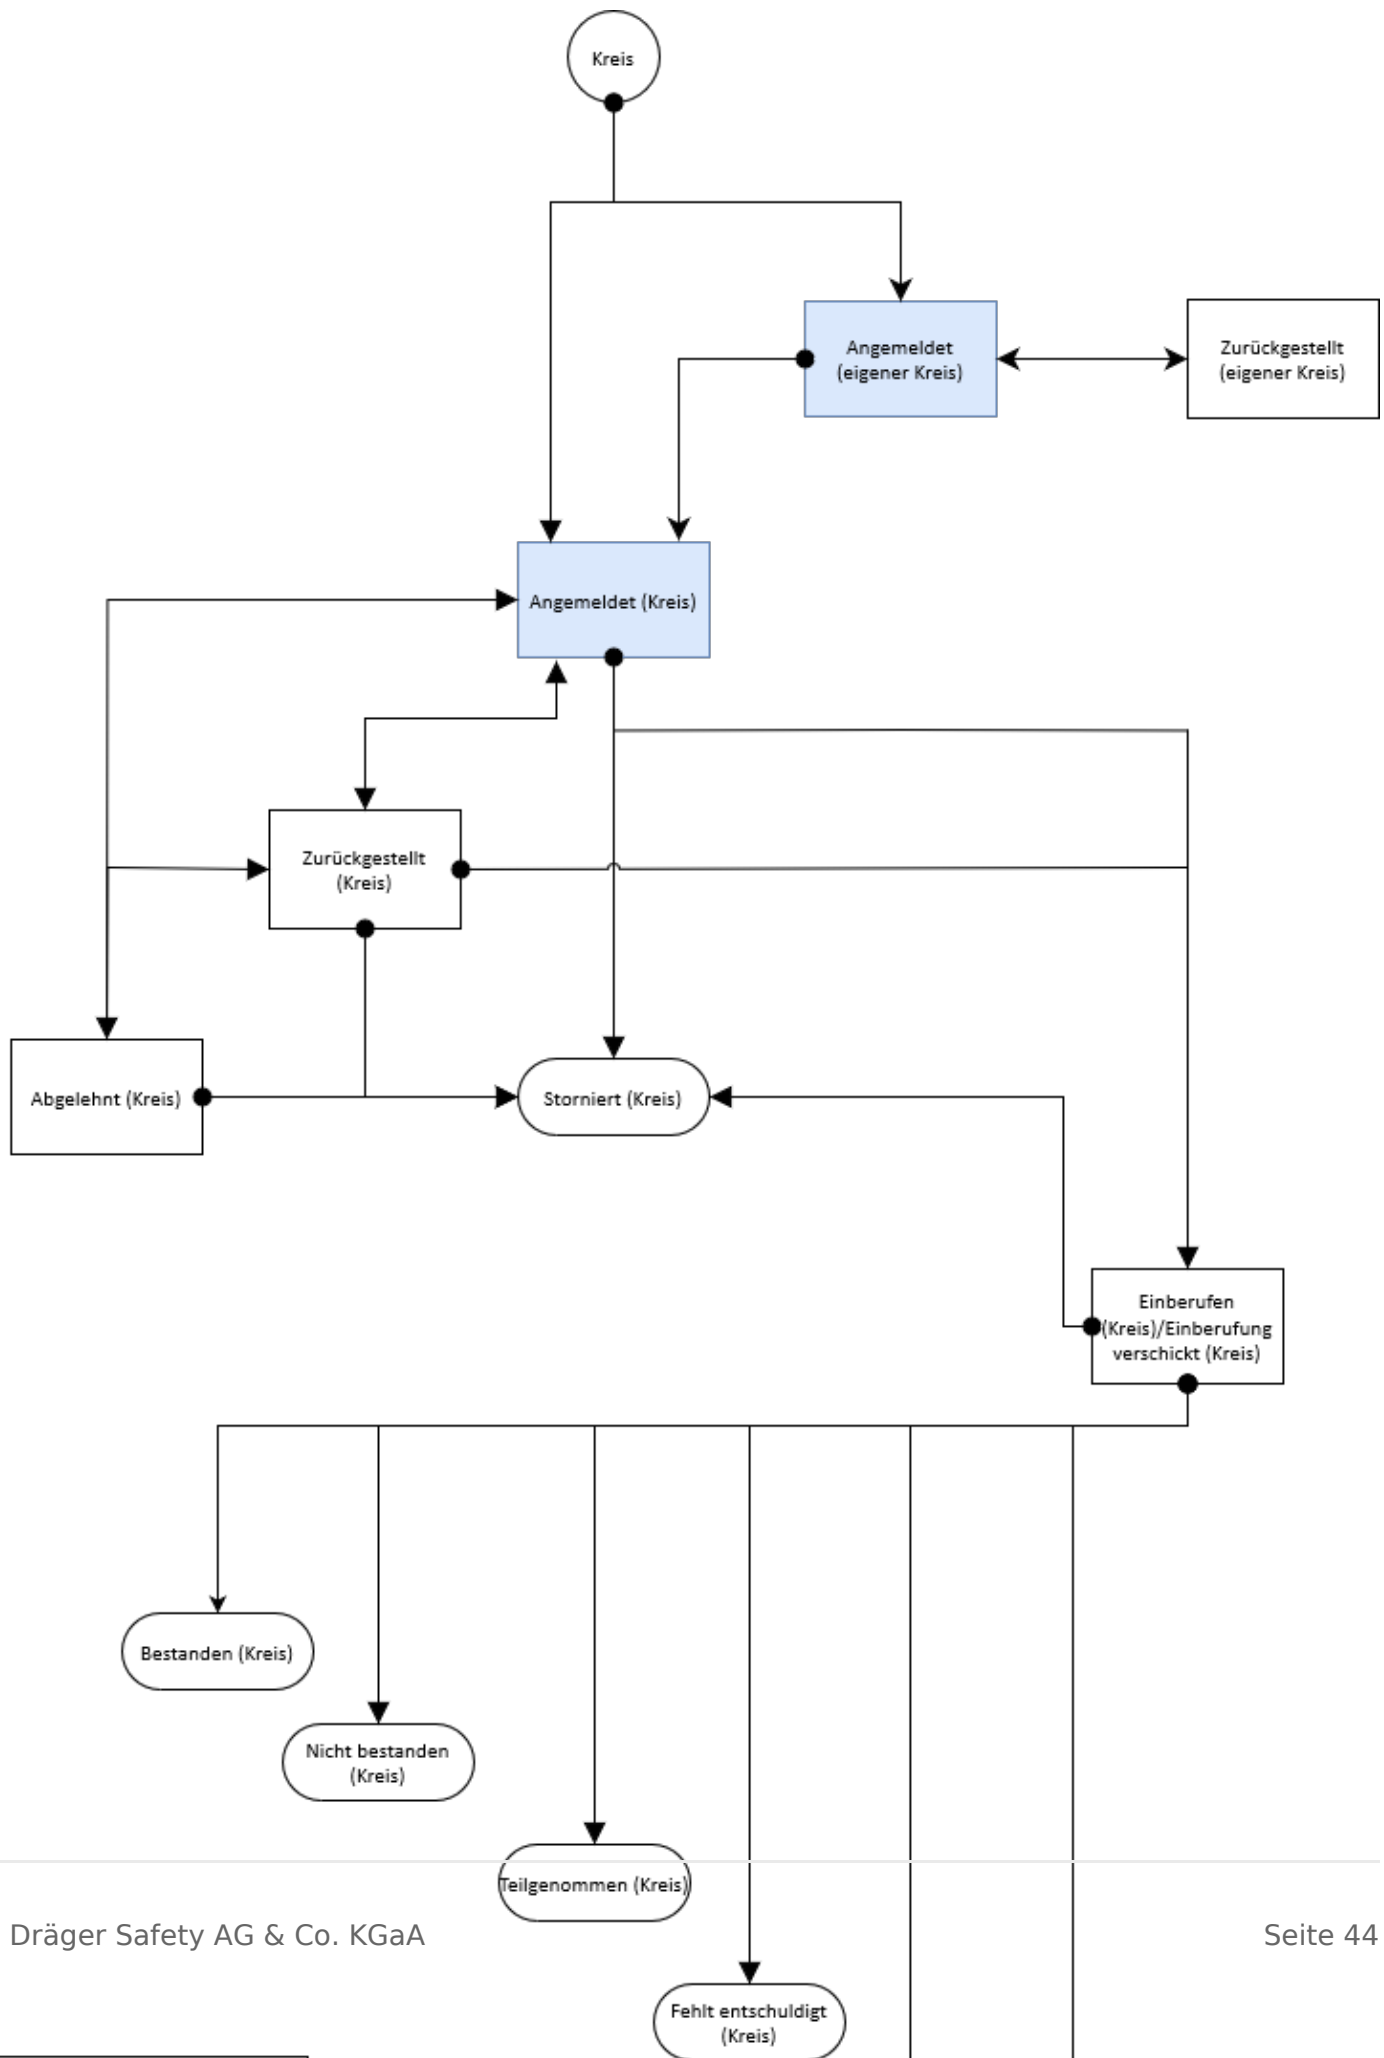 Kreis
Angemeldet
(eigener Kreis)
Zurückgestellt
(eigener Kreis)
Angemeldet (Kreis)
Zurückgestellt
(Kreis)
Abgelehnt (Kreis)
Storniert (Kreis)
Einberufen
(Kreis)/Einberufung
verschickt (Kreis)
Bestanden (Kreis)
Nicht bestanden
(Kreis)
Teilgenommen (Kreis)
Dräger Safety AG & Co. KGaA
Seite 44
Fehlt entschuldigt
(Kreis)